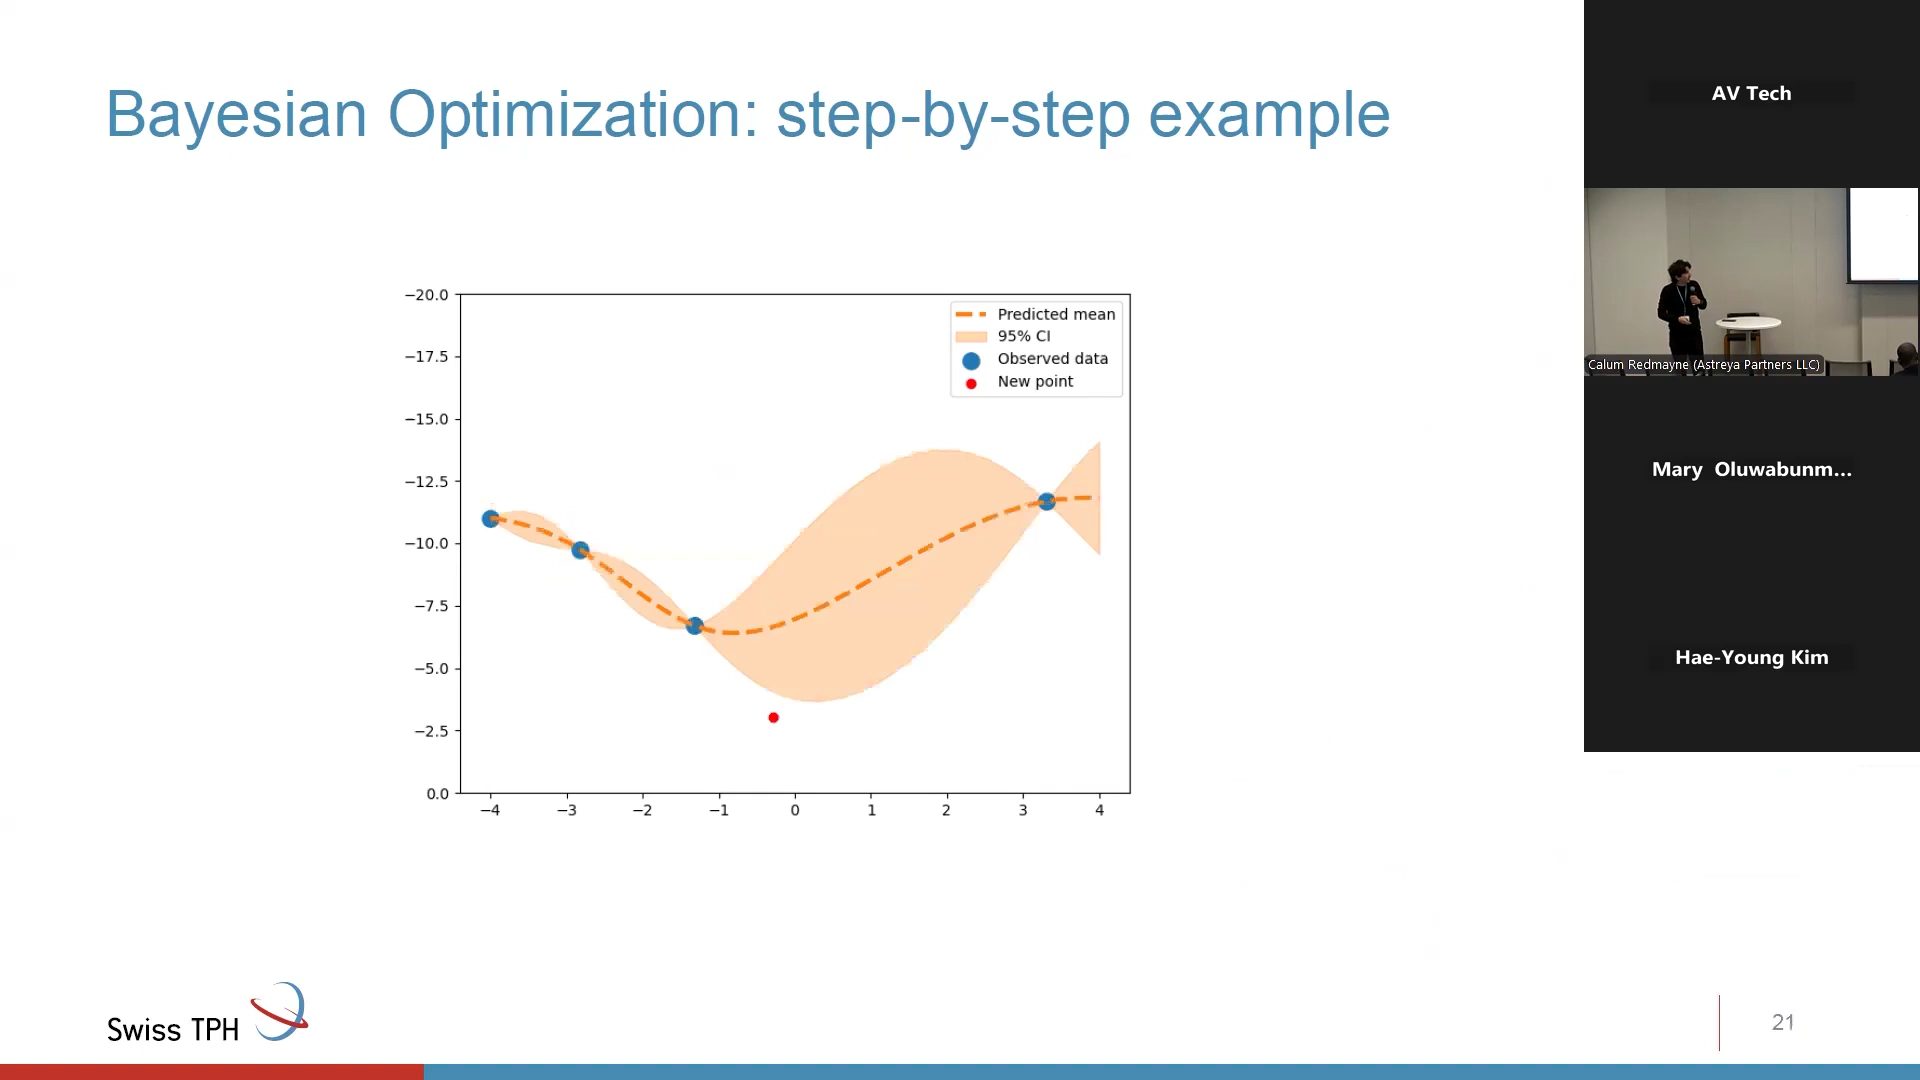 Bayesian Optimization: step-by-step example
−20.0
−17.5
−15.0
−12.5
−10.0
−7.5
−5.0
−2.5
0.0
−4
−3
−2
−1
0
1
2
3
4
Predicted mean
95% CI
Observed data
New point
Swiss TPH
21
AV Tech
Calum Redmayne (Astreya Partners LLC)
Mary Oluwabunm...
Hae-Young Kim